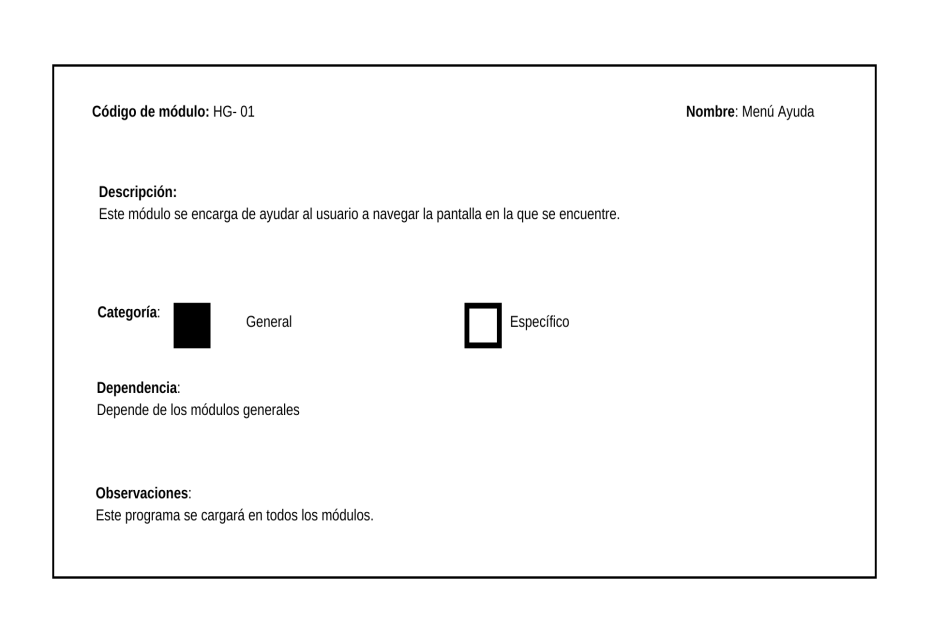 Código de módulo: HG- 01
Nombre: Menú Ayuda
Descripción:
Este módulo se encarga de ayudar al usuario a navegar la pantalla en la que se encuentre.
Categoría:
General
Específico
Dependencia:
Depende de los módulos generales
Observaciones:
Este programa se cargará en todos los módulos.